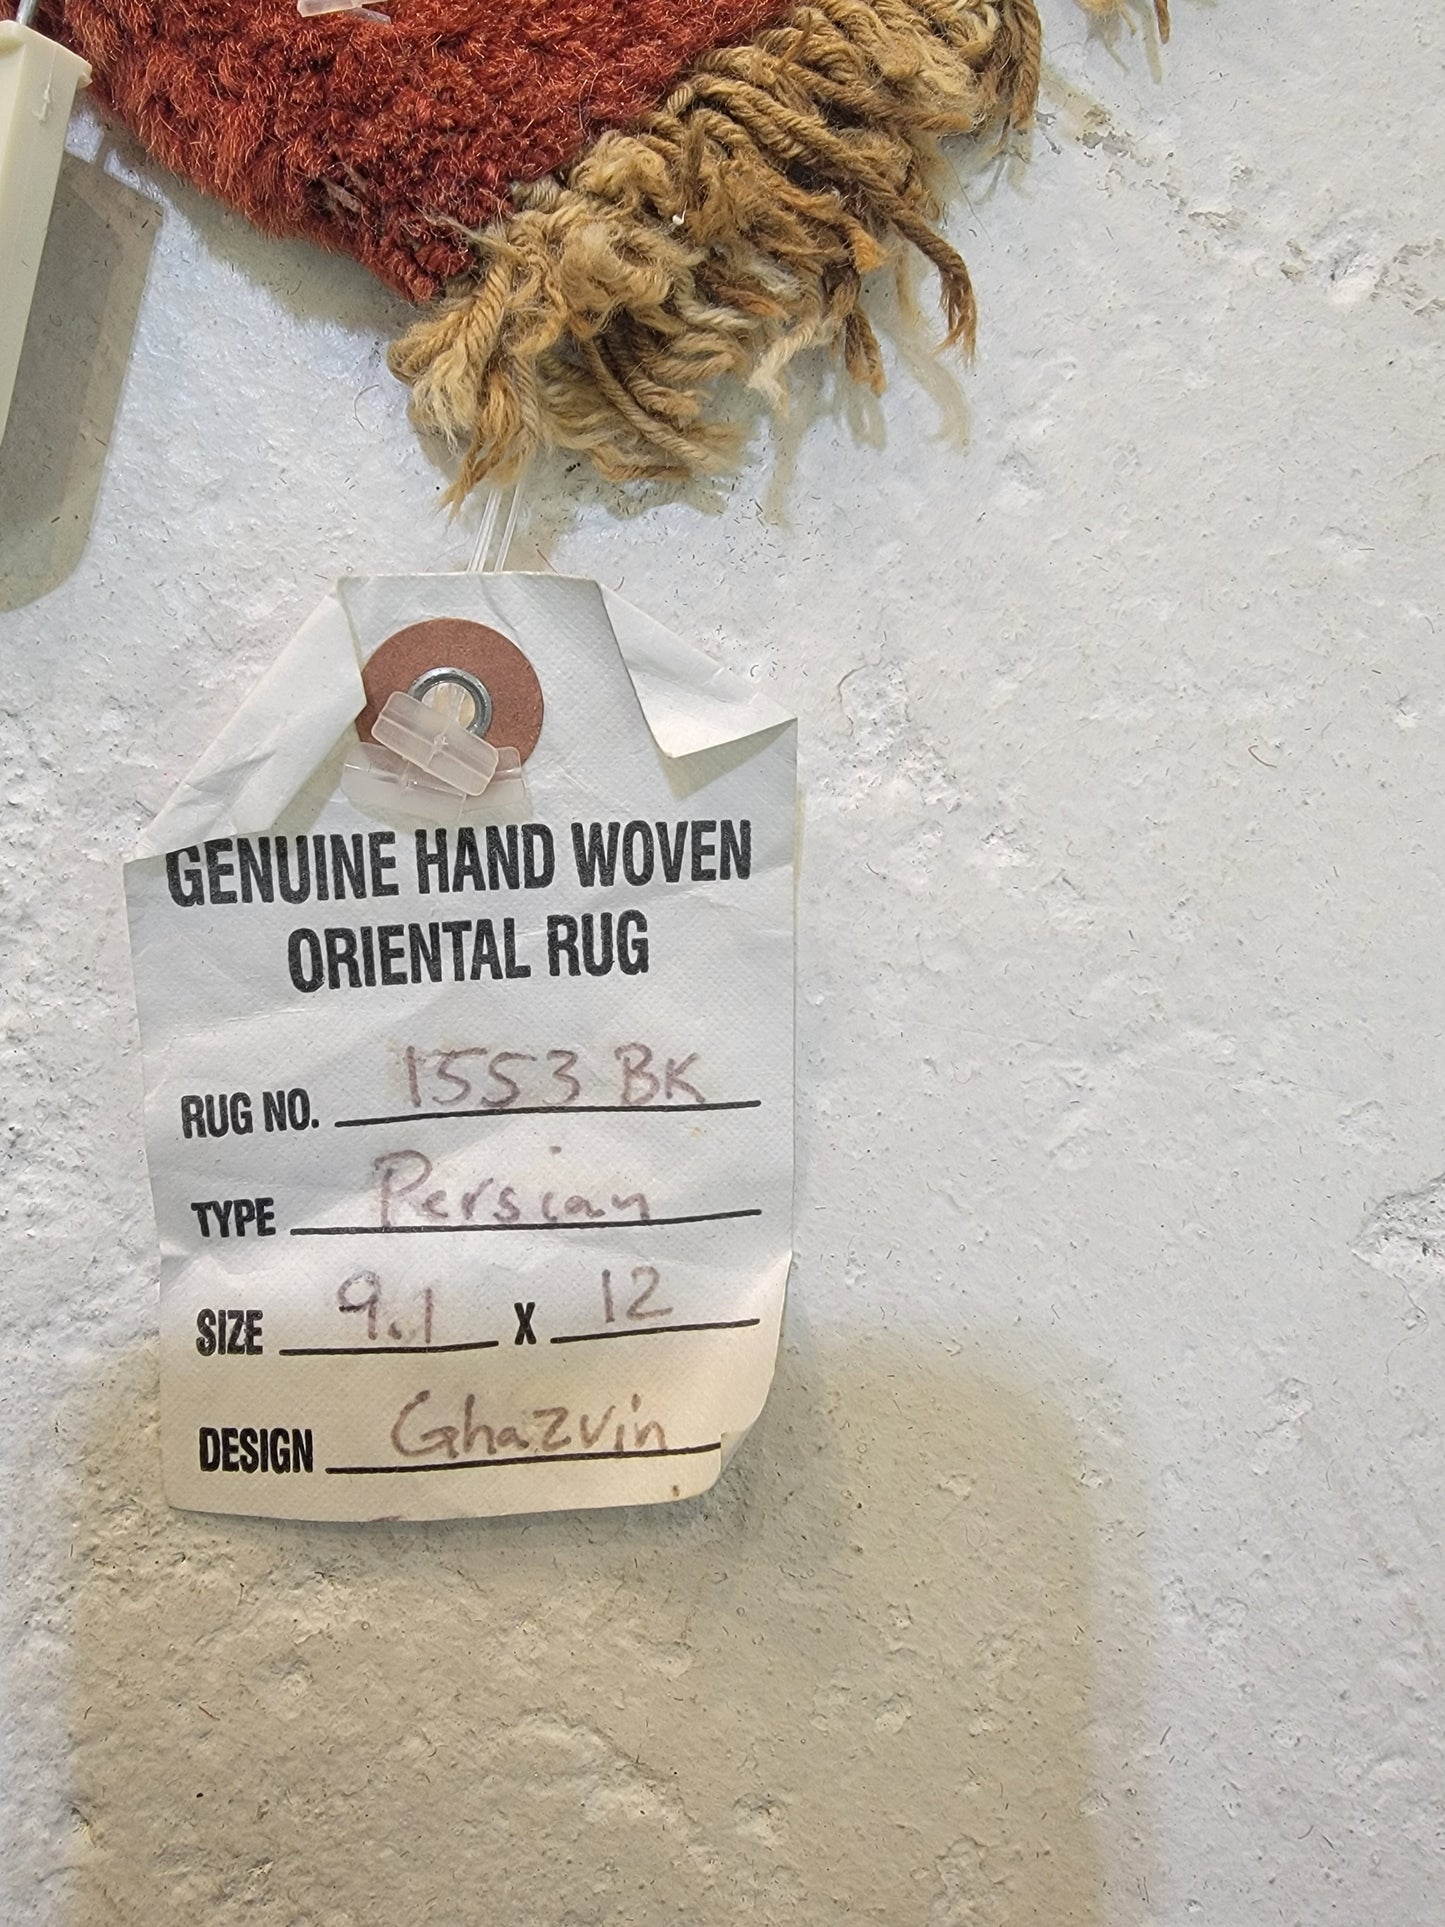 GENUINE HAND WOVEN
ORIENTAL RUG
RUG NO. 1553 BK
TYPE Persian
SIZE 9.1 X 12
DESIGN Ghazvin